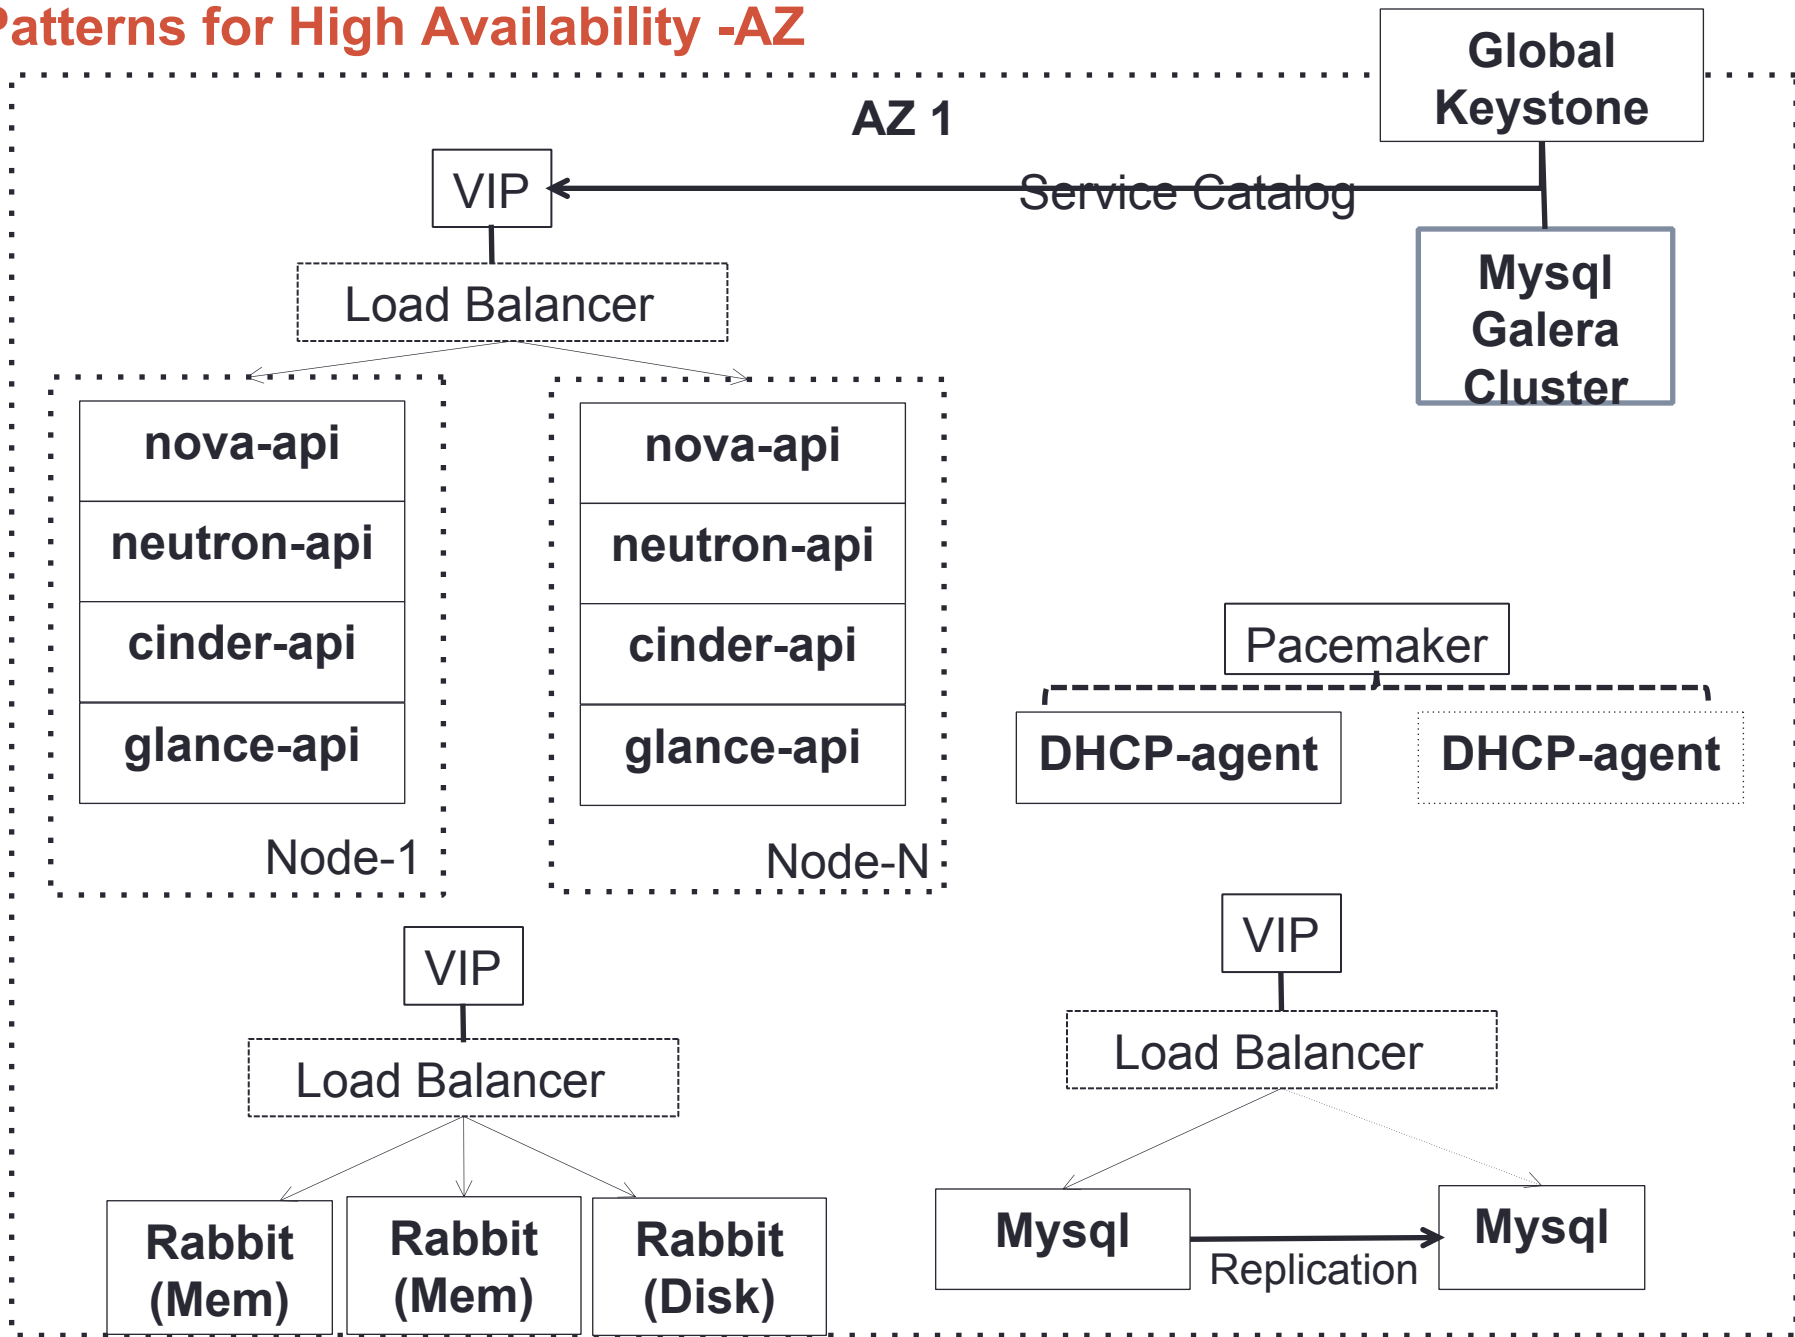 Patterns for High Availability -AZ
Global
Keystone
AZ 1
VIP
Service Catalog
Load Balancer
Mysql
Galera
Cluster
nova-api
neutron-api
cinder-api
glance-api
Node-1
nova-api
neutron-api
cinder-api
glance-api
Node-N
Pacemaker
DHCP-agent
DHCP-agent
VIP
Load Balancer
Rabbit
(Mem)
Rabbit
(Mem)
Rabbit
(Disk)
VIP
Load Balancer
Mysql
Replication
Mysql